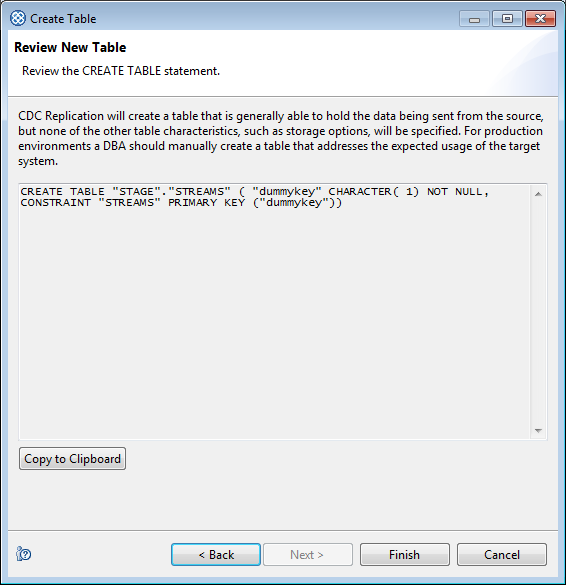 Create Table
Review New Table
Review the CREATE TABLE statement.
CDC Replication will create a table that is generally able to hold the data being sent from the source,
but none of the other table characteristics, such as storage options, will be specified. For production
environments a DBA should manually create a table that addresses the expected usage of the target
system.
CREATE TABLE "STAGE"."STREAMS" ( "dummykey" CHARACTER( 1) NOT NULL,
CONSTRAINT "STREAMS" PRIMARY KEY ("dummykey"))
Copy to Clipboard
< Back
Next >
Finish
Cancel